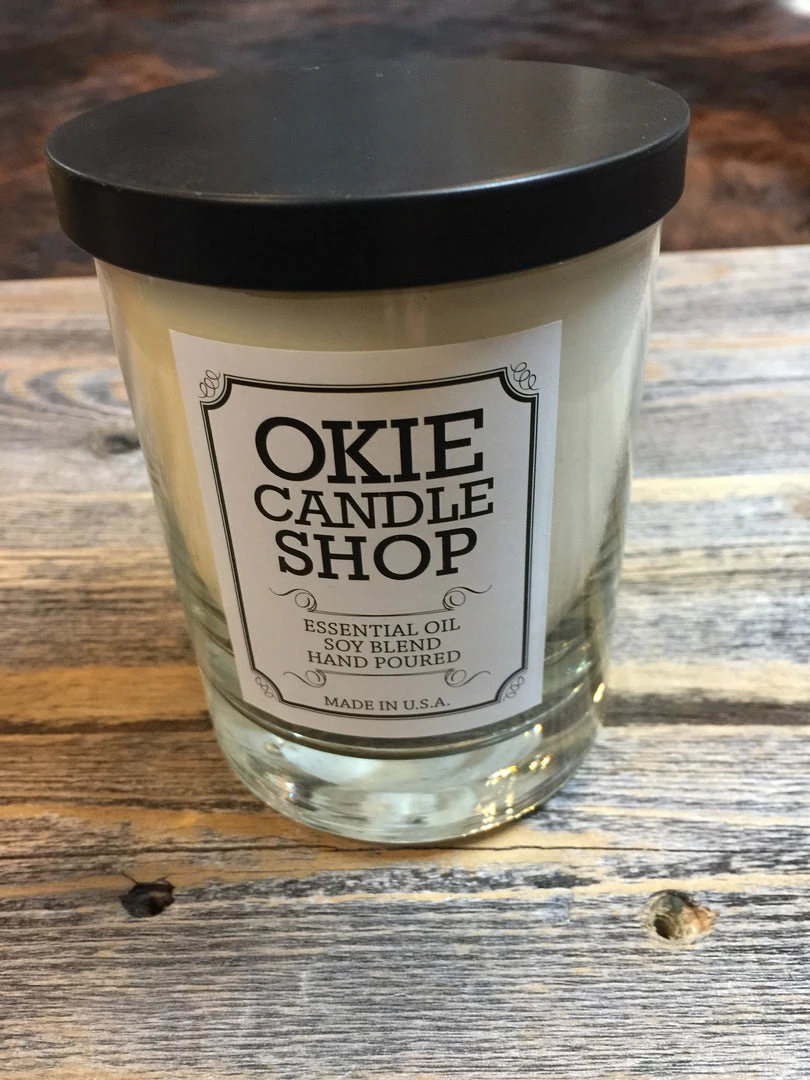 OKIE
CANDLE
SHOP
ESSENTIAL OIL
SOY BLEND
HAND POURED
MADE IN U.S.A.